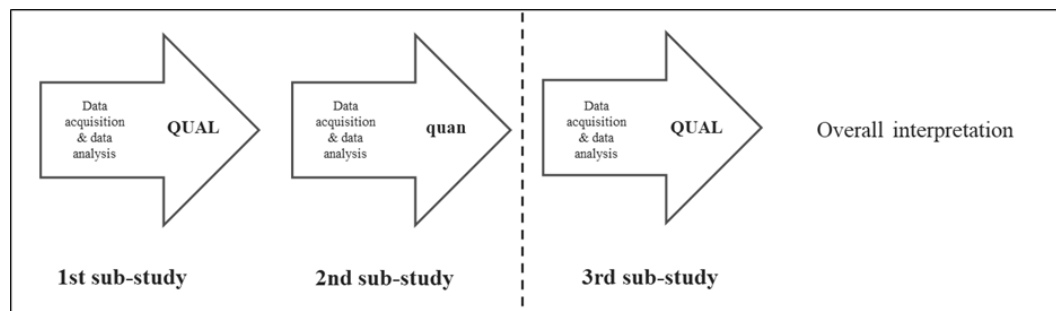 Data
acquisition
& data
analysis
QUAL
Data
acquisition
& data
analysis
quan
Data
acquisition
& data
analysis
QUAL
Overall interpretation
1st sub-study
2nd sub-study
3rd sub-study